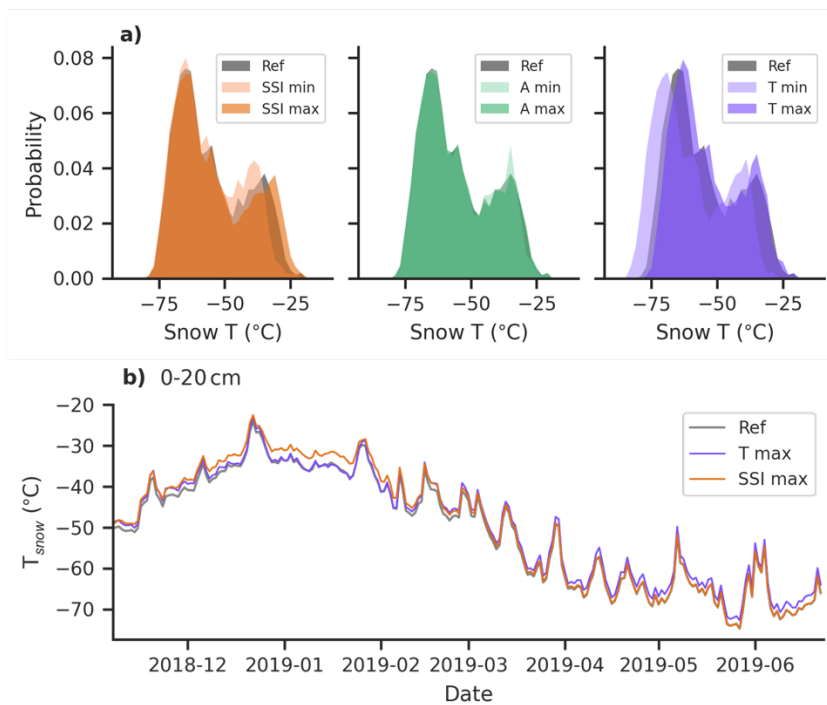 a)
Ref
SSI min
SSI max
Ref
A min
A max
Ref
T min
T max
0.08
0.06
0.04
0.02
0.00
Probability
−75 −50 −25
−75 −50 −25
−75 −50 −25
Snow T (°C)
Snow T (°C)
Snow T (°C)
b) 0-20 cm
Ref
T max
SSI max
−20
−30
−40
−50
−60
−70
Tsnow (°C)
2018-12 2019-01 2019-02 2019-03 2019-04 2019-05 2019-06
Date